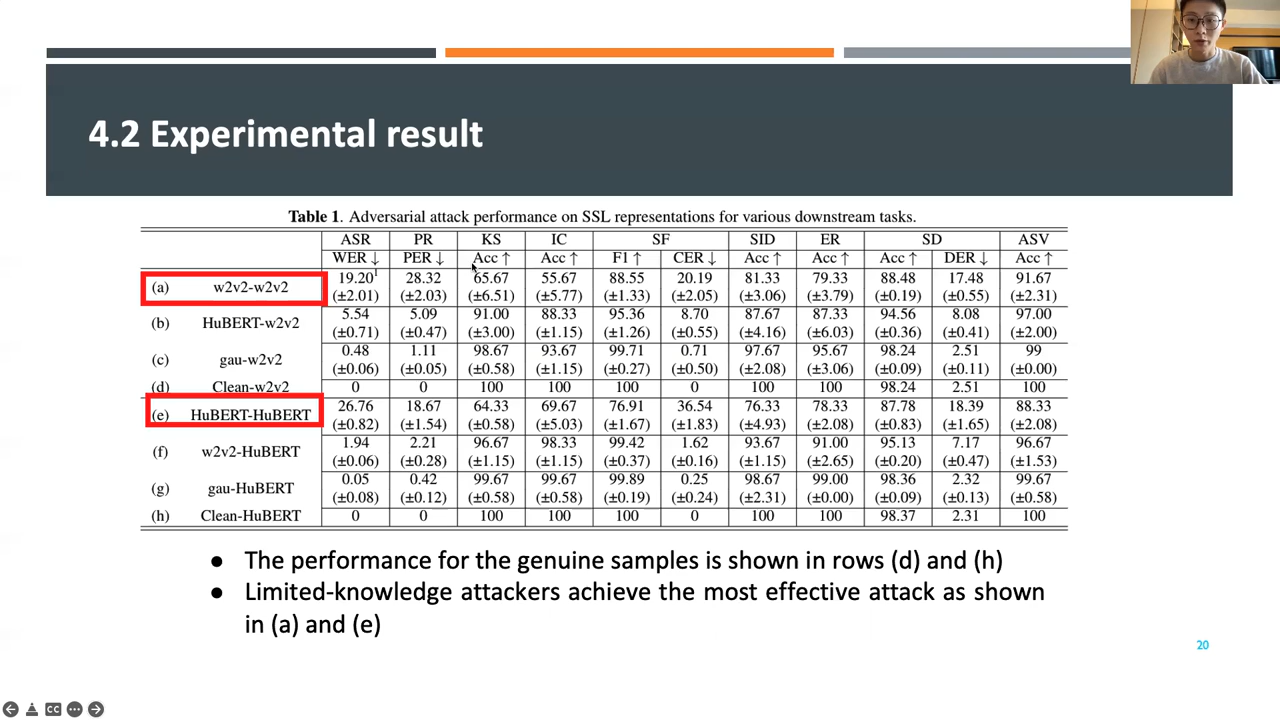 4.2 Experimental result
Table 1. Adversarial attack performance on SSL representations for various downstream tasks.
ASR PR KS IC SF SID ER SD ASV
WER ↓ PER ↓ Acc ↑ Acc ↑ F1 ↑ CER ↓ Acc ↑ Acc ↑ Acc ↑ DER ↓ Acc ↑
(a) w2v2-w2v2 19.20¹ 28.32 65.67 55.67 88.55 20.19 81.33 79.33 88.48 17.48 91.67
(±2.01) (±2.03) (±6.51) (±5.77) (±1.33) (±2.05) (±3.06) (±3.79) (±0.19) (±0.55) (±2.31)
(b) HuBERT-w2v2 5.54 5.09 91.00 88.33 95.36 8.70 87.67 87.33 94.56 8.08 97.00
(±0.71) (±0.47) (±3.00) (±1.15) (±1.26) (±0.55) (±4.16) (±6.03) (±0.36) (±0.41) (±2.00)
(c) gau-w2v2 0.48 1.11 98.67 93.67 99.71 0.71 97.67 95.67 98.24 2.51 99
(±0.06) (±0.05) (±0.58) (±1.15) (±0.27) (±0.50) (±2.08) (±3.06) (±0.09) (±0.11) (±0.00)
(d) Clean-w2v2 0 0 100 100 100 0 100 100 98.24 2.51 100
(e) HuBERT-HuBERT 26.76 18.67 64.33 69.67 76.91 36.54 76.33 78.33 87.78 18.39 88.33
(±0.82) (±1.54) (±0.58) (±5.03) (±1.67) (±1.83) (±4.93) (±2.08) (±0.83) (±1.65) (±2.08)
(f) w2v2-HuBERT 1.94 2.21 96.67 98.33 99.42 1.62 93.67 91.00 95.13 7.17 96.67
(±0.06) (±0.28) (±1.15) (±1.15) (±0.37) (±0.16) (±1.15) (±2.65) (±0.20) (±0.47) (±1.53)
(g) gau-HuBERT 0.05 0.42 99.67 99.67 99.89 0.25 98.67 99.00 98.36 2.32 99.67
(±0.08) (±0.12) (±0.58) (±0.58) (±0.19) (±0.24) (±2.31) (±0.00) (±0.09) (±0.13) (±0.58)
(h) Clean-HuBERT 0 0 100 100 100 0 100 100 98.37 2.31 100
● The performance for the genuine samples is shown in rows (d) and (h)
● Limited-knowledge attackers achieve the most effective attack as shown
in (a) and (e)
20
CC